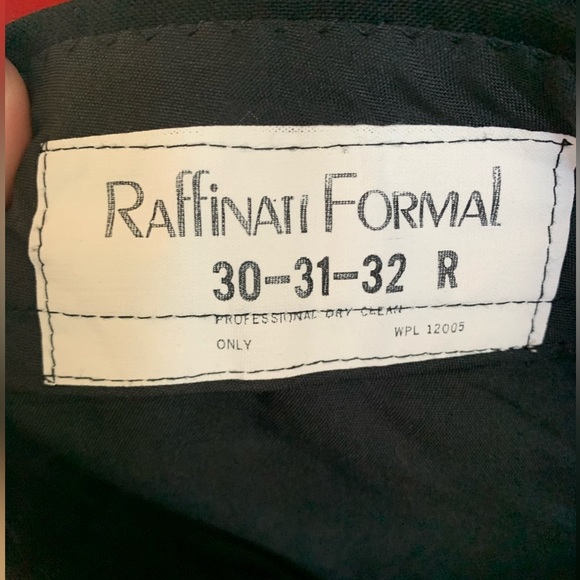 Raffinati Formal
30-31-32 R
PROFESSIONAL DRY CLEAN
ONLY WPL 12005